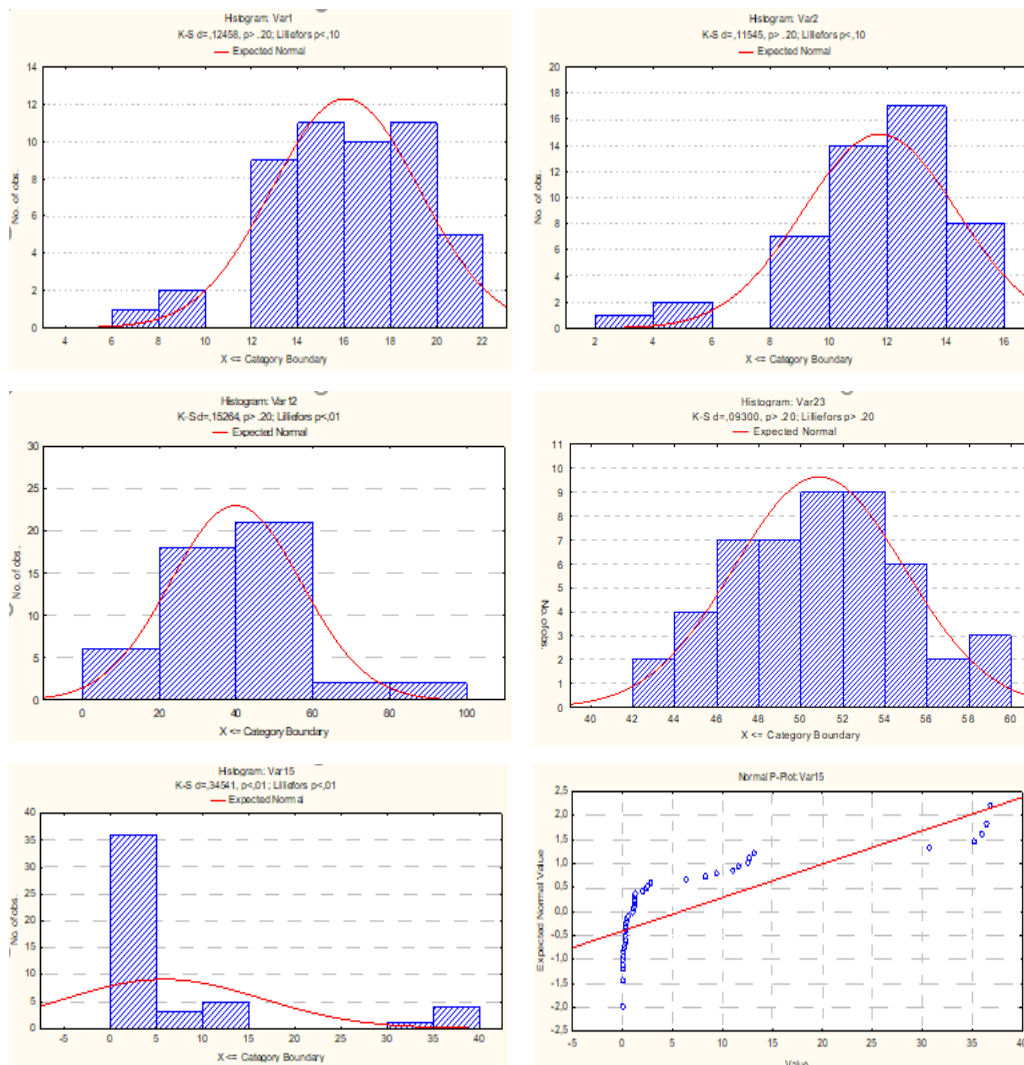 Histogram: Var1
K-S d=,12458, p> .20; Lilliefors p<,10
Expected Normal
14
12
10
8
6
4
2
0
No. of obs.
4 6 8 10 12 14 16 18 20 22
X <= Category Boundary
Histogram: Var2
K-S d=,11545, p> .20; Lilliefors p<,10
Expected Normal
20
18
16
14
12
10
8
6
4
2
0
No. of obs.
2 4 6 8 10 12 14 16
X <= Category Boundary
Histogram: Var12
K-S d=,15264, p> .20; Lilliefors p<,01
Expected Normal
30
25
20
15
10
5
0
No. of obs.
0 20 40 60 80 100
X <= Category Boundary
Histogram: Var23
K-S d=,09300, p> .20; Lilliefors p> .20
Expected Normal
11
10
9
8
7
6
5
4
3
2
1
0
No. of obs.
40 42 44 46 48 50 52 54 56 58 60
X <= Category Boundary
Histogram: Var15
K-S d=,34541, p<,01; Lilliefors p<,01
Expected Normal
40
35
30
25
20
15
10
5
0
No. of obs.
-5 0 5 10 15 20 25 30 35 40
X <= Category Boundary
Normal P-Plot: Var15
2,5
2,0
1,5
1,0
0,5
0,0
-0,5
-1,0
-1,5
-2,0
-2,5
Expected Normal Value
-5 0 5 10 15 20 25 30 35 40
Value